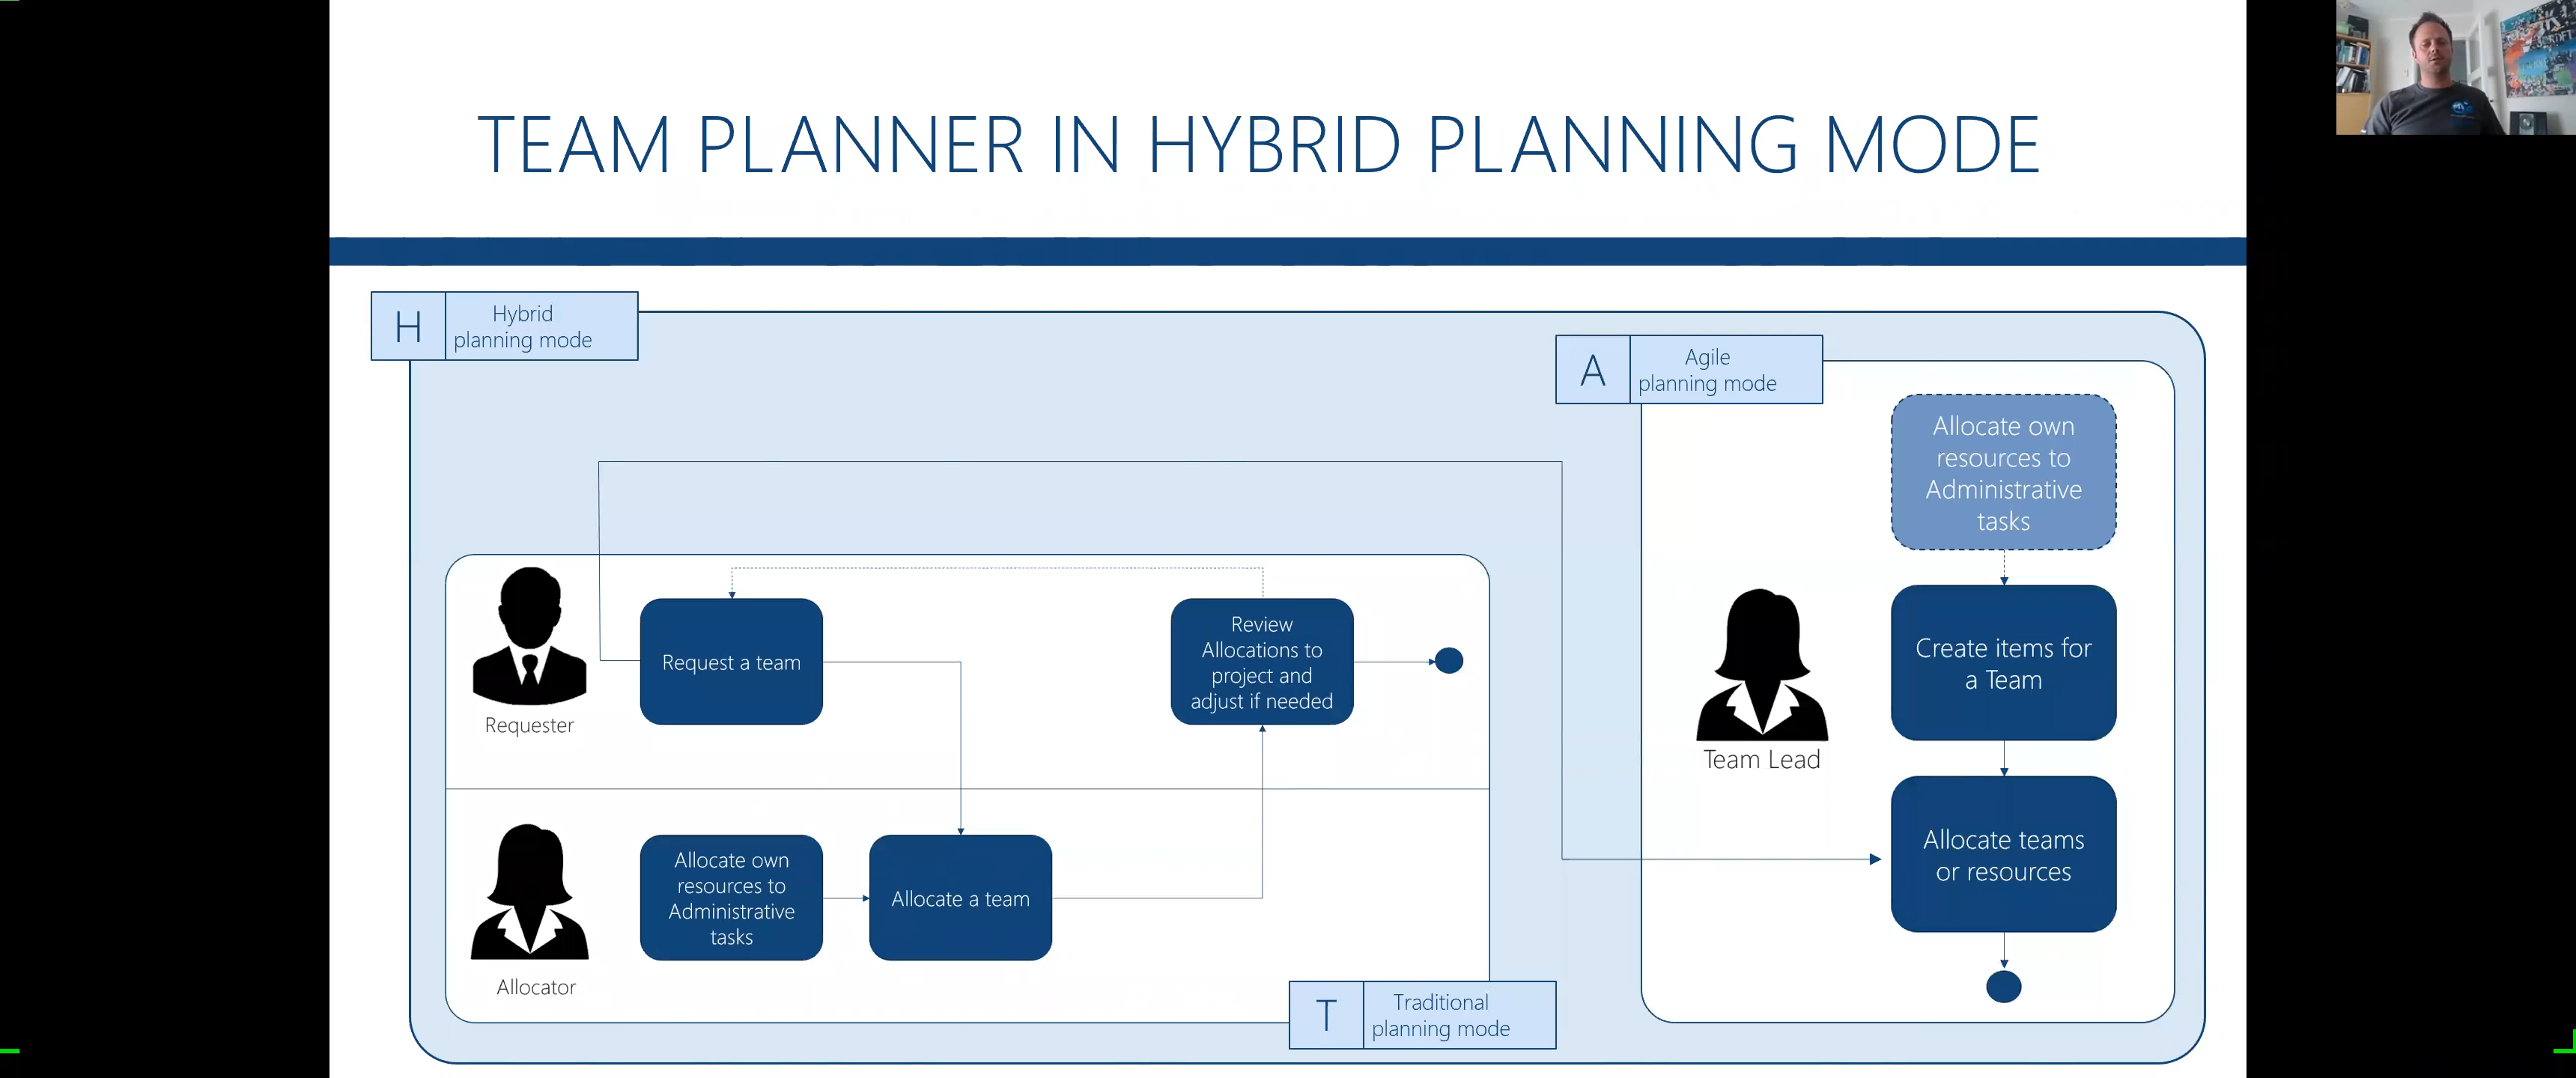 TEAM PLANNER IN HYBRID PLANNING MODE
H
Hybrid
planning mode
A
Agile
planning mode
Allocate own
resources to
Administrative
tasks
Request a team
Review
Allocations to
project and
adjust if needed
Requester
Create items for
a Team
Team Lead
Allocate own
resources to
Administrative
tasks
Allocate a team
Allocate teams
or resources
Allocator
T
Traditional
planning mode